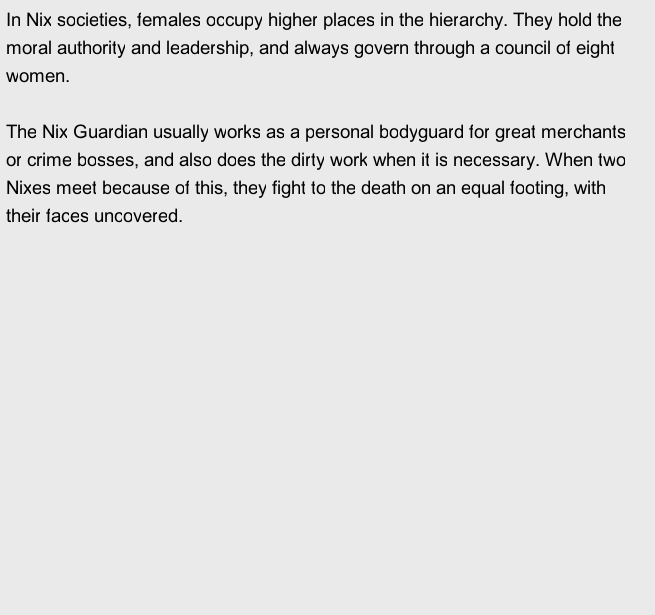 In Nix societies, females occupy higher places in the hierarchy. They hold the
moral authority and leadership, and always govern through a council of eight
women.
The Nix Guardian usually works as a personal bodyguard for great merchants
or crime bosses, and also does the dirty work when it is necessary. When two
Nixes meet because of this, they fight to the death on an equal footing, with
their faces uncovered.